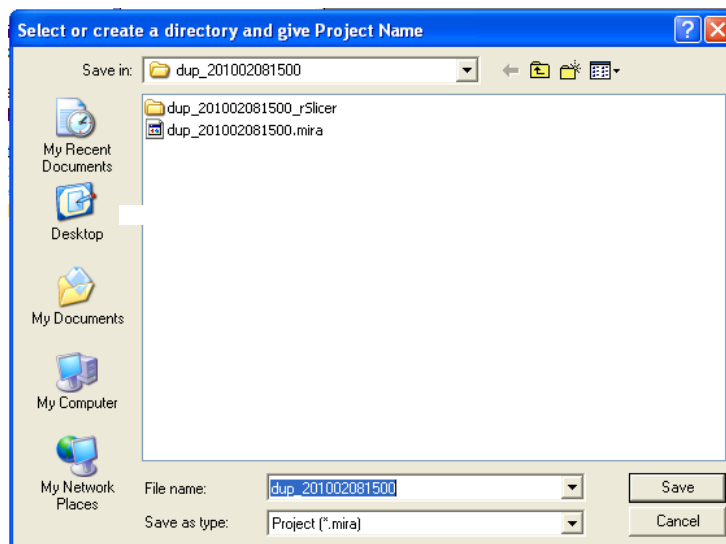 Select or create a directory and give Project Name
Save in:
dup_201002081500
dup_201002081500_rSlicer
dup_201002081500.mira
My Recent
Documents
Desktop
My Documents
My Computer
My Network
Places
File name:
dup_201002081500
Save
Save as type:
Project (*.mira)
Cancel